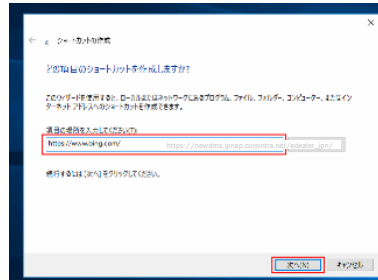 ショートカットの作成
どの項目のショートカットを作成しますか?
このウィザードを使用すると、ローカルまたはネットワークにあるプログラム、ファイル、フォルダー、コンピューター、またはイン
ターネット アドレスへのショートカットを作成できます。
項目の場所を入力してください(T):
https://www.bing.com/ https://newdms.jpnap.corpintra.net/edealer_jpn/
続行するには [次へ] をクリックしてください。
次へ(N) キャンセル